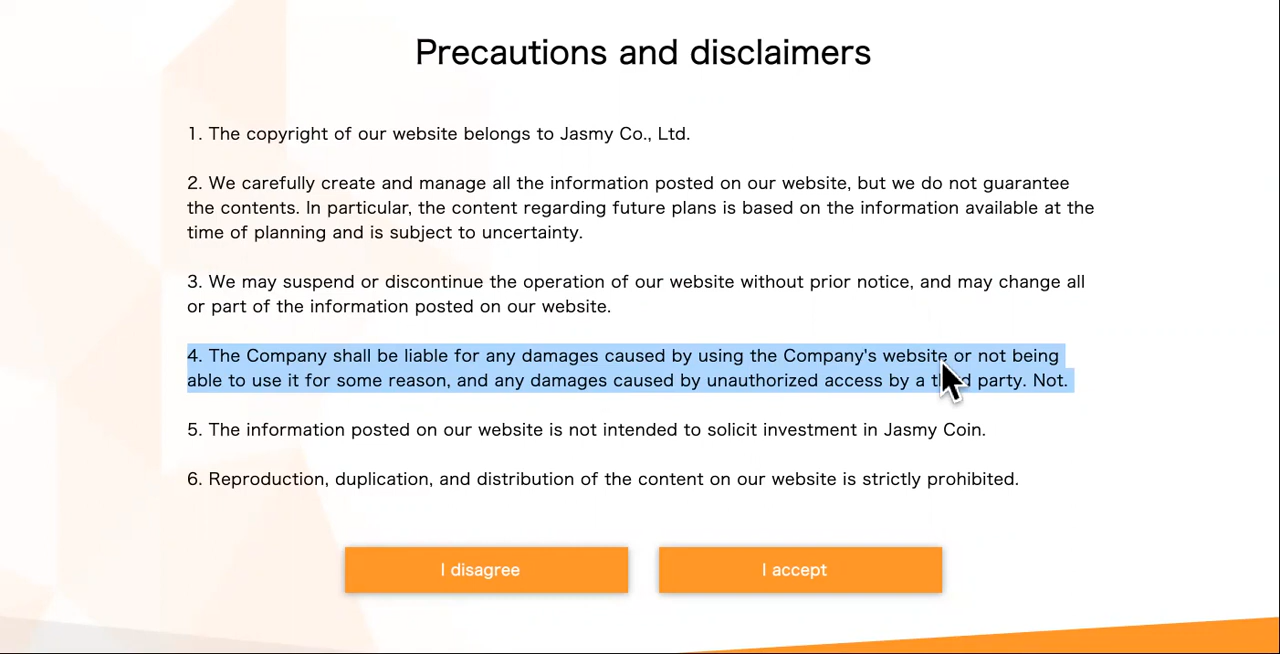 Precautions and disclaimers
1. The copyright of our website belongs to Jasmy Co., Ltd.
2. We carefully create and manage all the information posted on our website, but we do not guarantee
the contents. In particular, the content regarding future plans is based on the information available at the
time of planning and is subject to uncertainty.
3. We may suspend or discontinue the operation of our website without prior notice, and may change all
or part of the information posted on our website.
4. The Company shall be liable for any damages caused by using the Company's website or not being
able to use it for some reason, and any damages caused by unauthorized access by a third party. Not.
5. The information posted on our website is not intended to solicit investment in Jasmy Coin.
6. Reproduction, duplication, and distribution of the content on our website is strictly prohibited.
I disagree
I accept